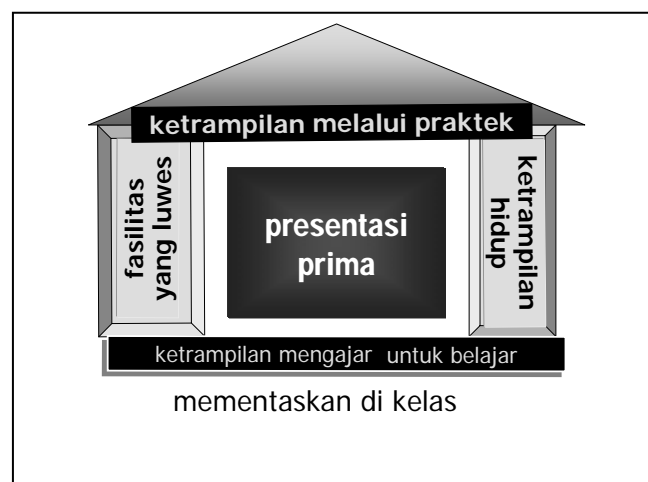 ketrampilan melalui praktek
fasilitas
yang luwes
presentasi
prima
ketrampilan
hidup
ketrampilan mengajar untuk belajar
mementaskan di kelas